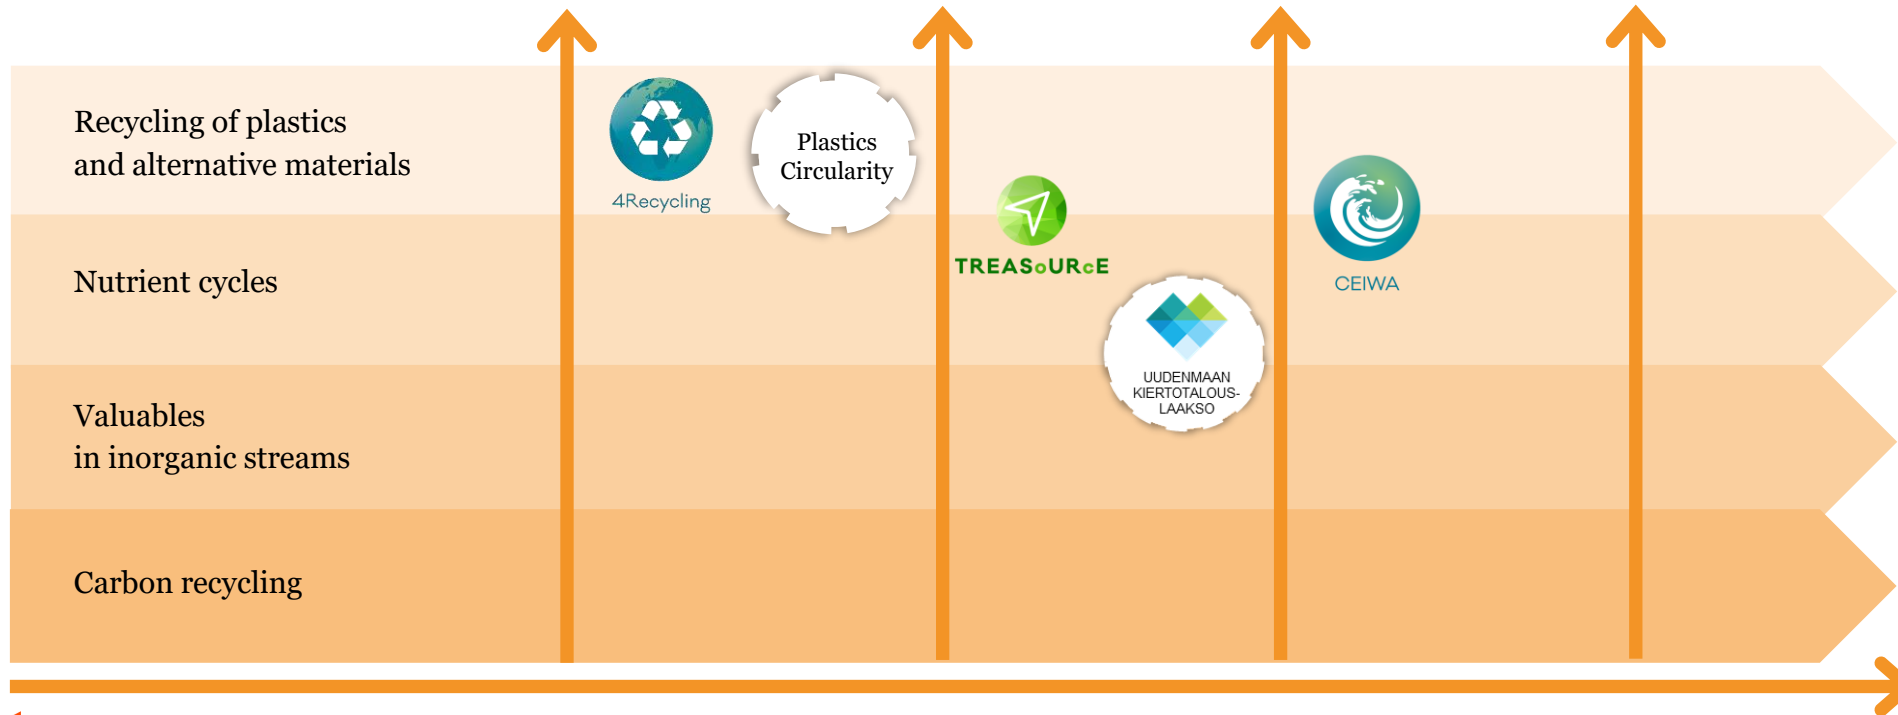 Recycling of plastics
and alternative materials
4Recycling
Plastics
Circularity
TREASoURcE
Nutrient cycles
CEIWA
UUDENMAAN
KIERTOTALOUS-
LAAKSO
Valuables
in inorganic streams
Carbon recycling